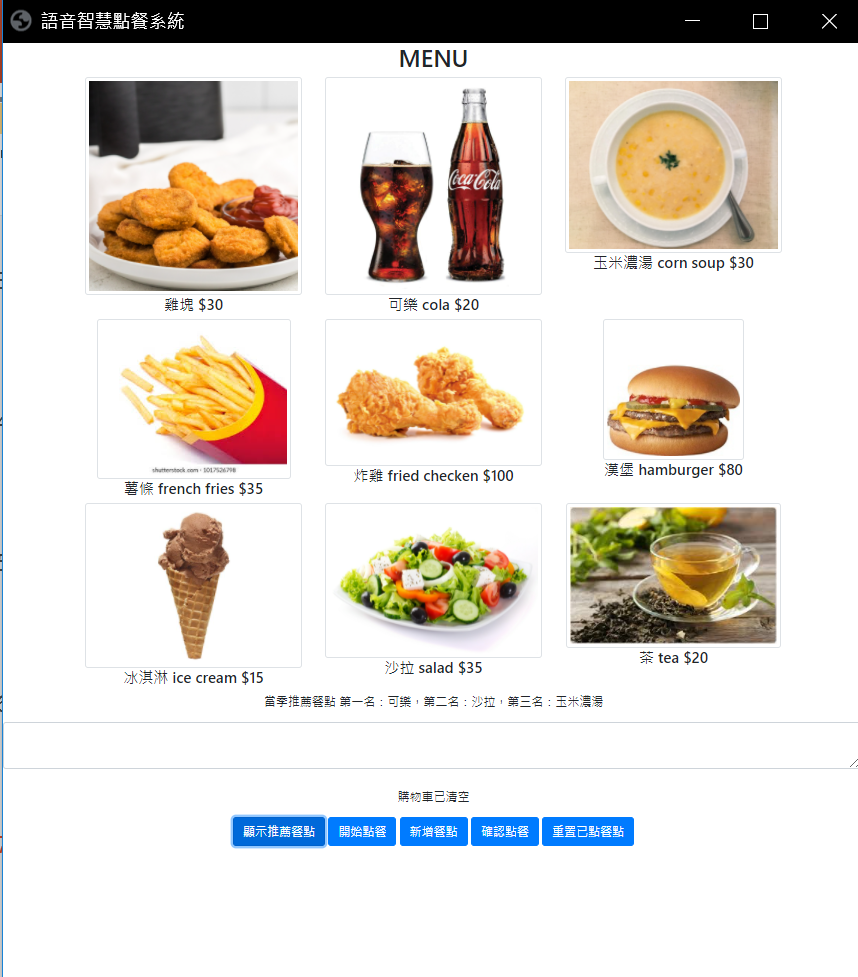 語音智慧點餐系統
MENU
Coca-Cola
雞塊 $30
可樂 cola $20
玉米濃湯 corn soup $30
shutterstock.com · 1017526798
薯條 french fries $35
炸雞 fried checken $100
漢堡 hamburger $80
冰淇淋 ice cream $15
沙拉 salad $35
茶 tea $20
當季推薦餐點 第一名：可樂，第二名：沙拉，第三名：玉米濃湯
購物車已清空
顯示推薦餐點 開始點餐 新增餐點 確認點餐 重置已點餐點